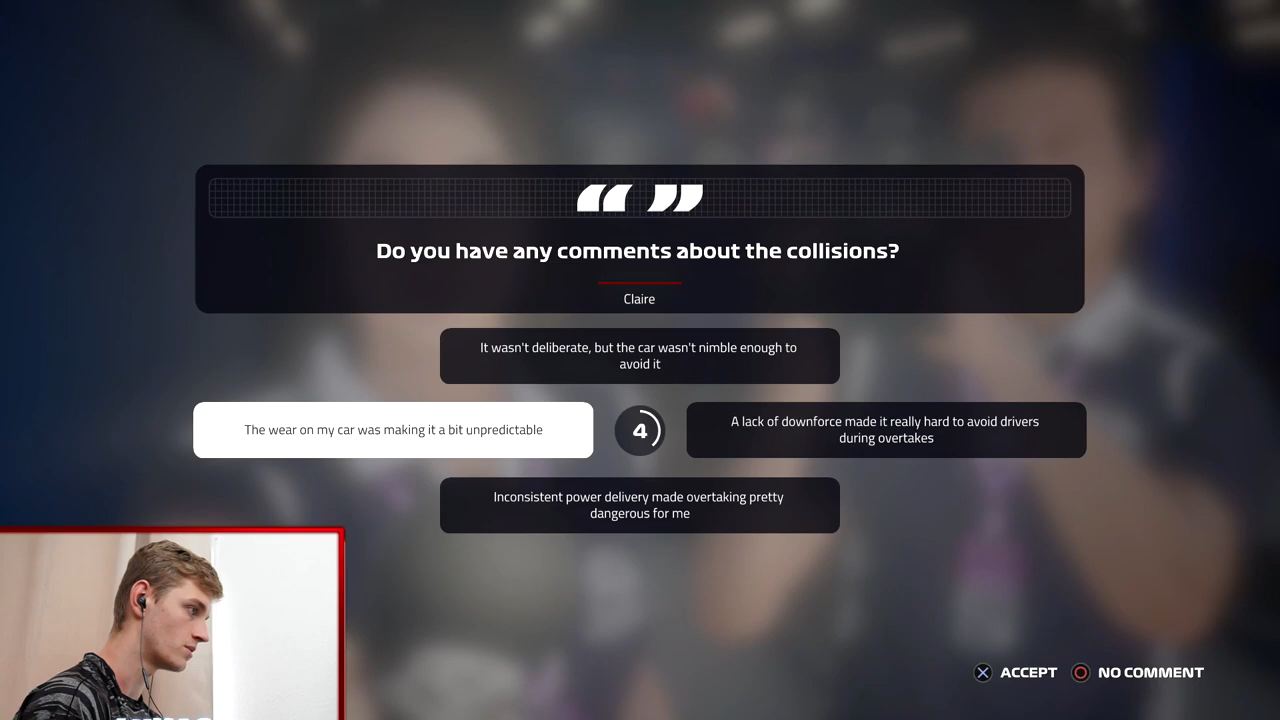 Do you have any comments about the collisions?
Claire
It wasn't deliberate, but the car wasn't nimble enough to
avoid it
The wear on my car was making it a bit unpredictable
4
A lack of downforce made it really hard to avoid drivers
during overtakes
Inconsistent power delivery made overtaking pretty
dangerous for me
ACCEPT
NO COMMENT